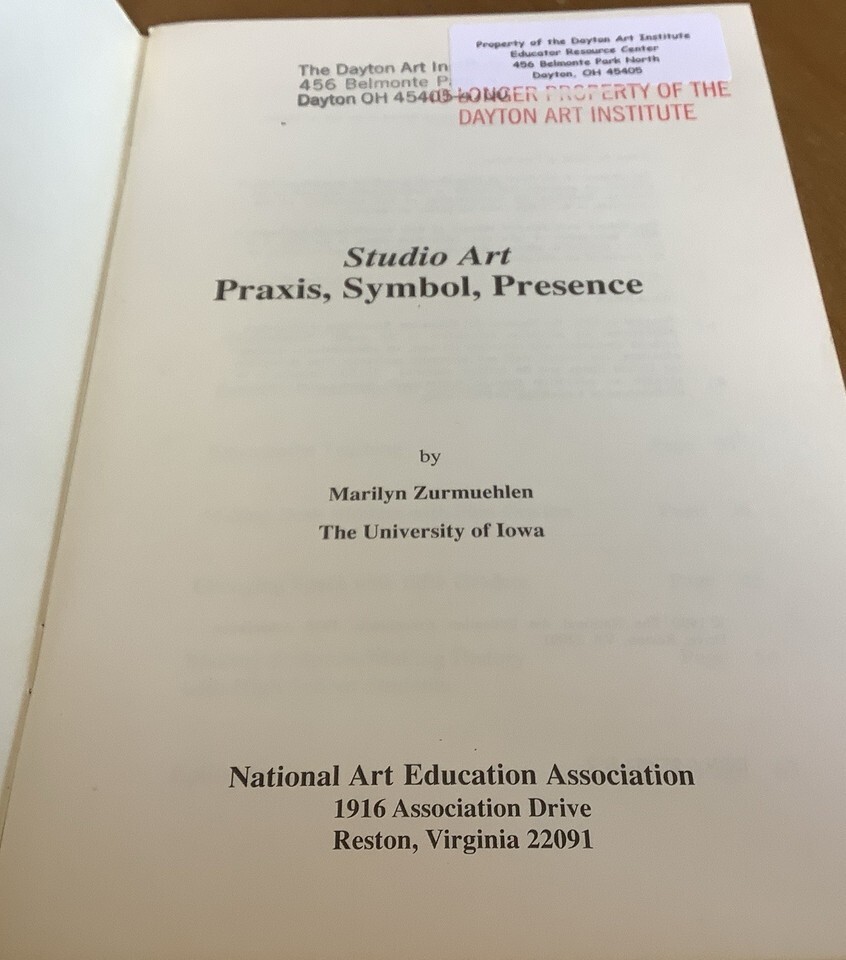 Property of the Dayton Art Institute
Educator Resource Center
456 Belmonte Park North
Dayton, OH 45405
The Dayton Art In
456 Belmonte P
Dayton OH 45405
LONGER PROPERTY OF THE
DAYTON ART INSTITUTE
Studio Art
Praxis, Symbol, Presence
by
Marilyn Zurmuehlen
The University of Iowa
National Art Education Association
1916 Association Drive
Reston, Virginia 22091